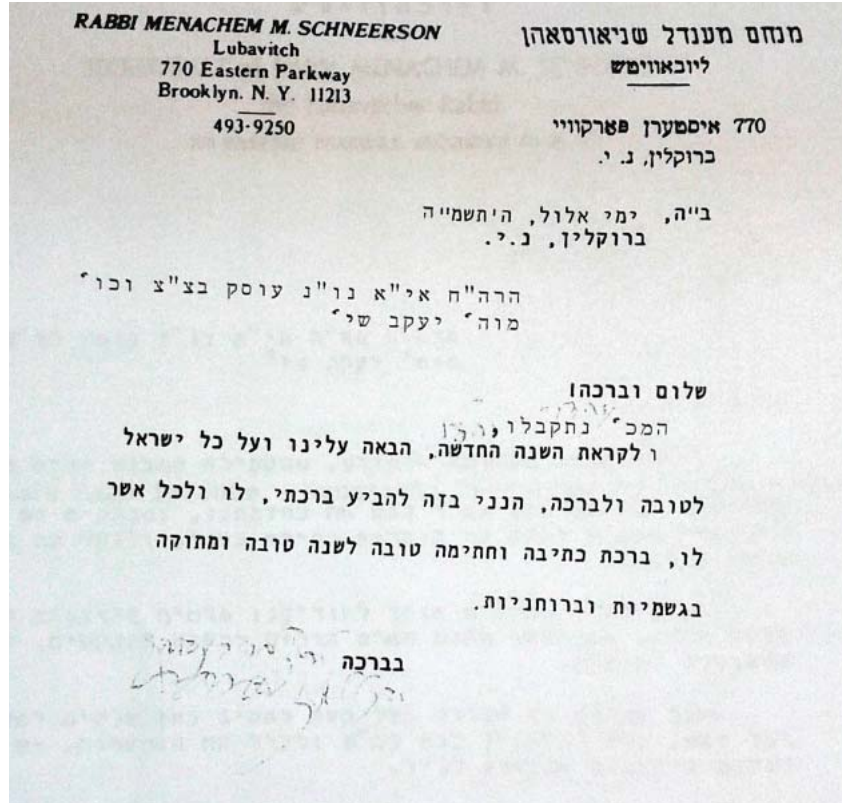 RABBI MENACHEM M. SCHNEERSON
Lubavitch
770 Eastern Parkway
Brooklyn. N. Y. 11213
493-9250
מנחם מענדל שניאורסאהן
ליובאוויטש
770 איסטערן פארקוויי
ברוקלין, נ. י.
ב״ה, ימי אלול, ה׳תשמ״ה
ברוקלין, נ.י.
הרה"ח אי"א נו"נ עוסק בצ"צ וכו׳
מוה׳ יעקב שי׳
שלום וברכה!
המכ׳ נתקבלו,
ו לקראת השנה החדשה, הבאה עלינו ועל כל ישראל
לטובה ולברכה, הנני בזה להביע ברכתי, לו ולכל אשר
לו, ברכת כתיבה וחתימה טובה לשנה טובה ומתוקה
בגשמיות וברוחניות.
בברכה